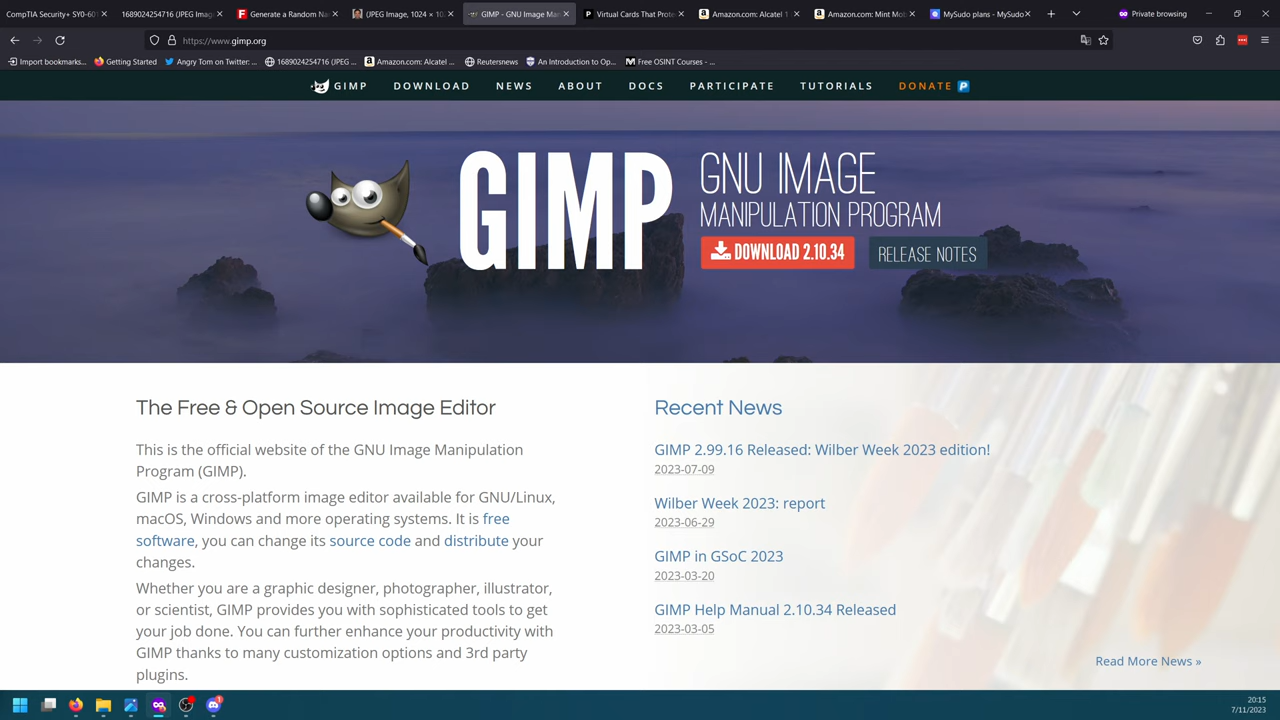 CompTIA Security+ SY0-60
1689024254716 (JPEG Imag
Generate a Random Na
(JPEG Image, 1024 × 10
GIMP - GNU Image Man
Virtual Cards That Prote
Amazon.com: Alcatel 1
Amazon.com: Mint Mob
MySudo plans - MySudo
Private browsing
https://www.gimp.org
Import bookmarks...
Getting Started
Angry Tom on Twitter: ...
1689024254716 (JPEG ...
Amazon.com: Alcatel ...
Reutersnews
An Introduction to Op...
Free OSINT Courses - ...
GIMP
DOWNLOAD
NEWS
ABOUT
DOCS
PARTICIPATE
TUTORIALS
DONATE
GIMP
GNU IMAGE
MANIPULATION PROGRAM
DOWNLOAD 2.10.34
RELEASE NOTES
The Free & Open Source Image Editor
This is the official website of the GNU Image Manipulation
Program (GIMP).
GIMP is a cross-platform image editor available for GNU/Linux,
macOS, Windows and more operating systems. It is free
software, you can change its source code and distribute your
changes.
Whether you are a graphic designer, photographer, illustrator,
or scientist, GIMP provides you with sophisticated tools to get
your job done. You can further enhance your productivity with
GIMP thanks to many customization options and 3rd party
plugins.
Recent News
GIMP 2.99.16 Released: Wilber Week 2023 edition!
2023-07-09
Wilber Week 2023: report
2023-06-29
GIMP in GSoC 2023
2023-03-20
GIMP Help Manual 2.10.34 Released
2023-03-05
Read More News »
20:15
7/11/2023